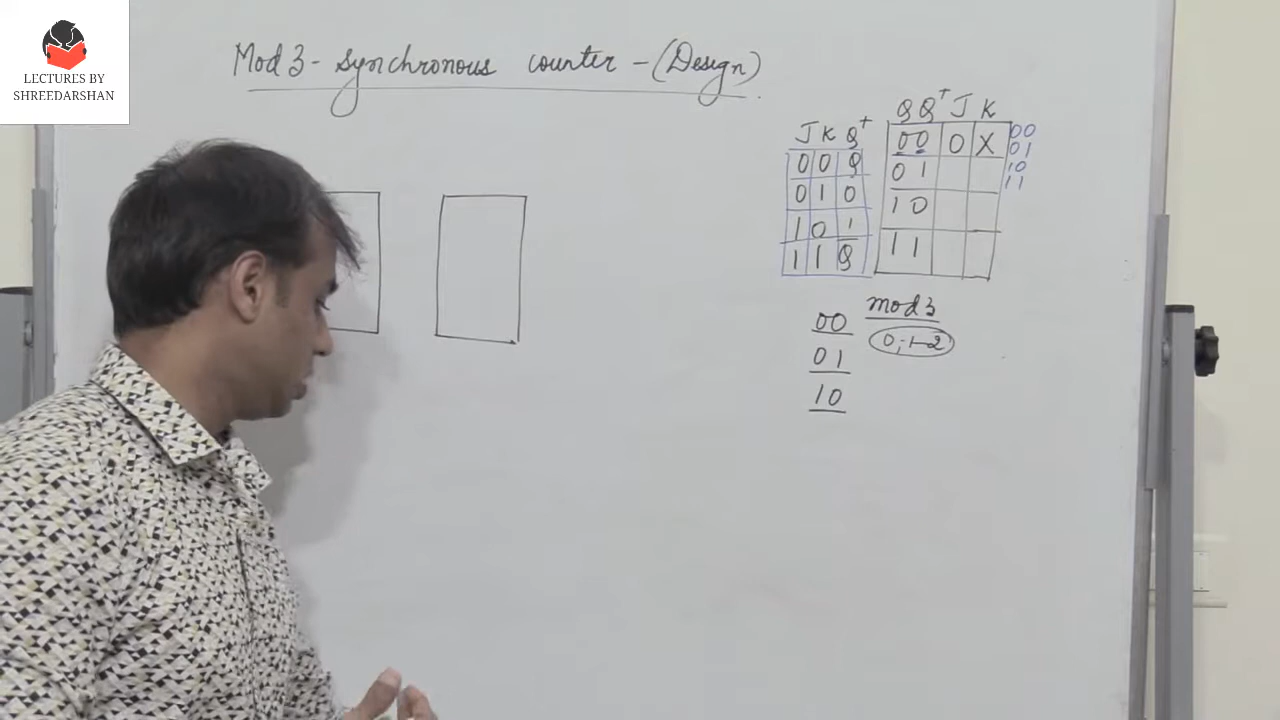 LECTURES BY
SHREEDARSHAN
Mod 3 - synchronous counter - (Design)
J K Q+
0 0 Q
0 1 0
1 0 1
1 1 Q̅
Q Q+ J K
0 0 0 X
0 1
1 0
1 1
00
01
10
11
mod 3
0, 1-2
00
01
10